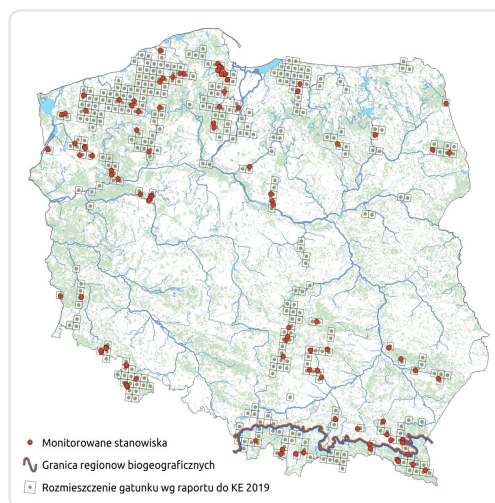 Monitorowane stanowiska
Granica regionow biogeograficznych
Rozmieszczenie gatunku wg raportu do KE 2019